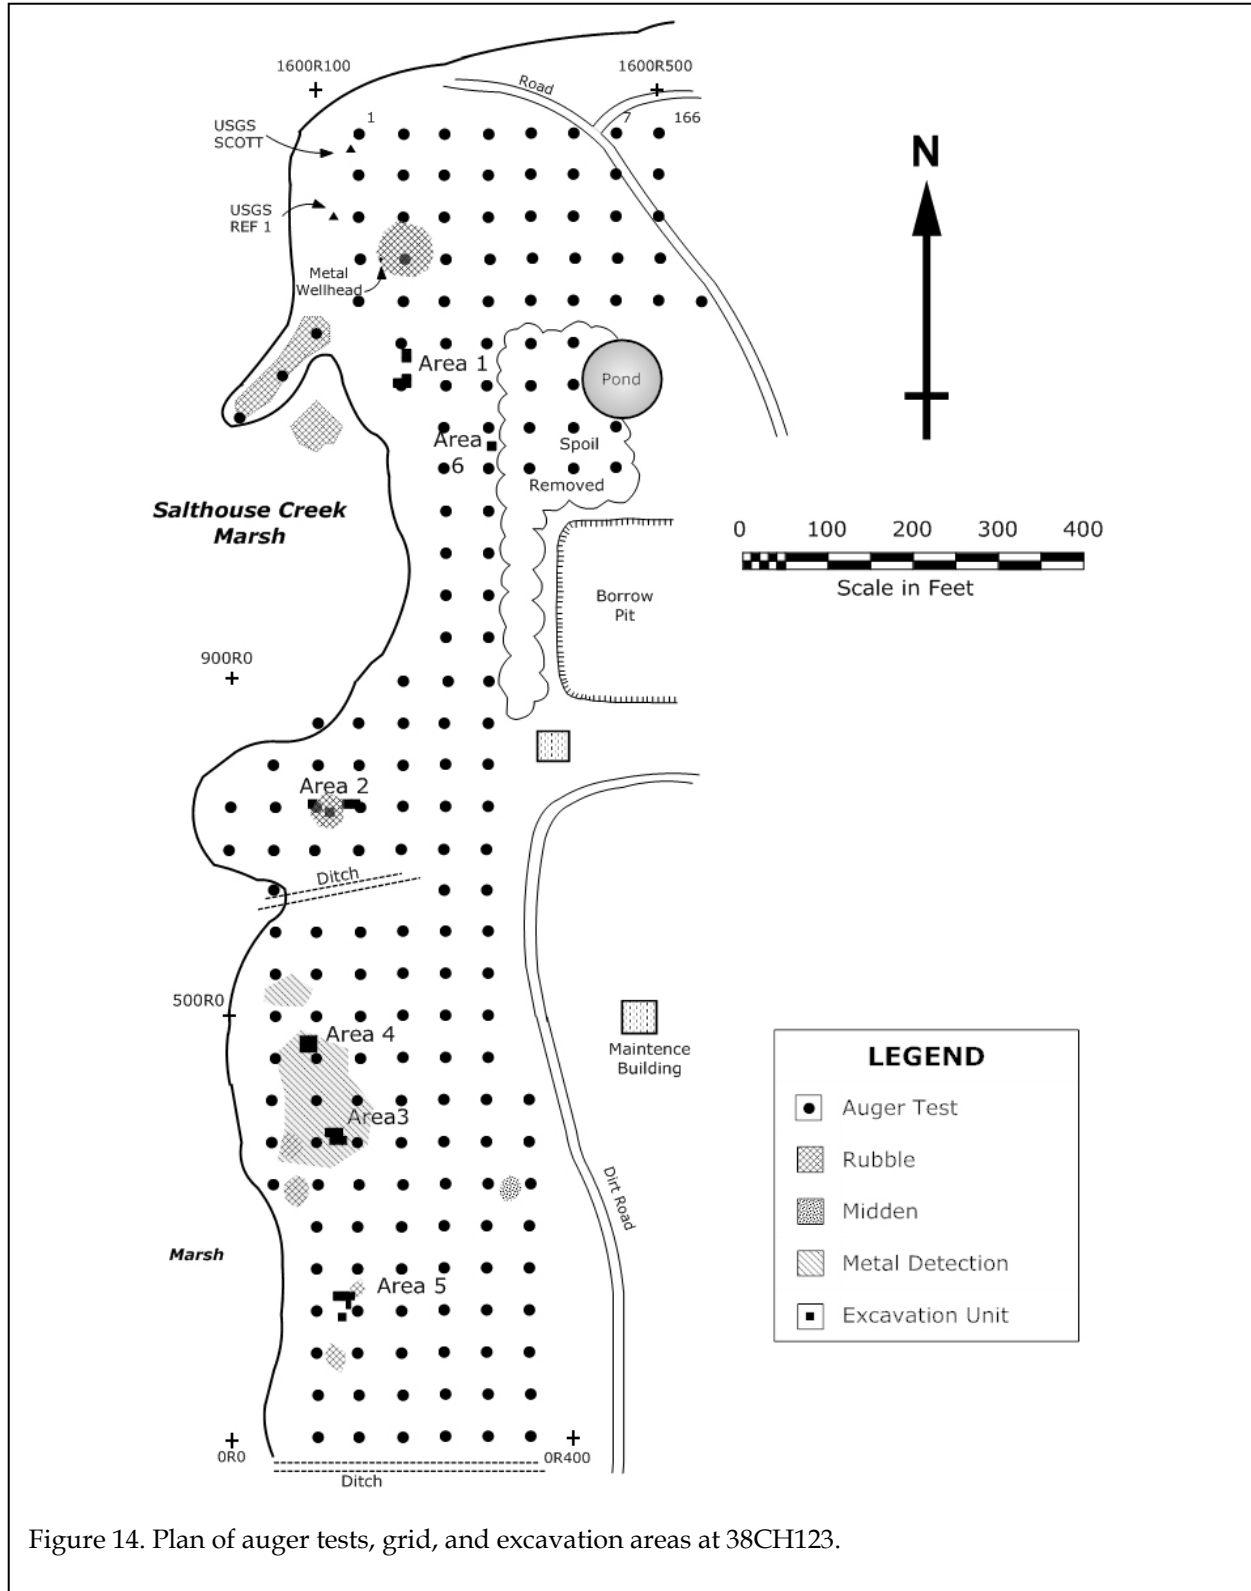 1600R100
1600R500
Road
1
7
166
USGS
SCOTT
N
USGS
REF 1
Metal
Wellhead
Area 1
Pond
Area
6
Spoil
Removed
Salthouse Creek
Marsh
0 100 200 300 400
Scale in Feet
Borrow
Pit
900R0
Area 2
Ditch
500R0
Area 4
Maintence
Building
Area3
Dirt Road
Marsh
Area 5
0R0
0R400
Ditch
LEGEND
Auger Test
Rubble
Midden
Metal Detection
Excavation Unit
Figure 14. Plan of auger tests, grid, and excavation areas at 38CH123.